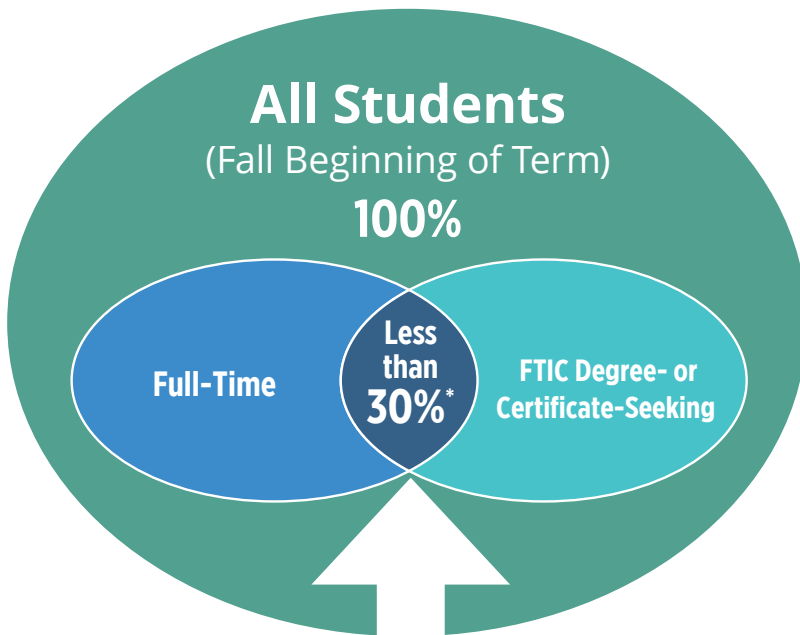 All Students
(Fall Beginning of Term)
100%
Full-Time
Less
than
30%*
FTIC Degree- or
Certificate-Seeking